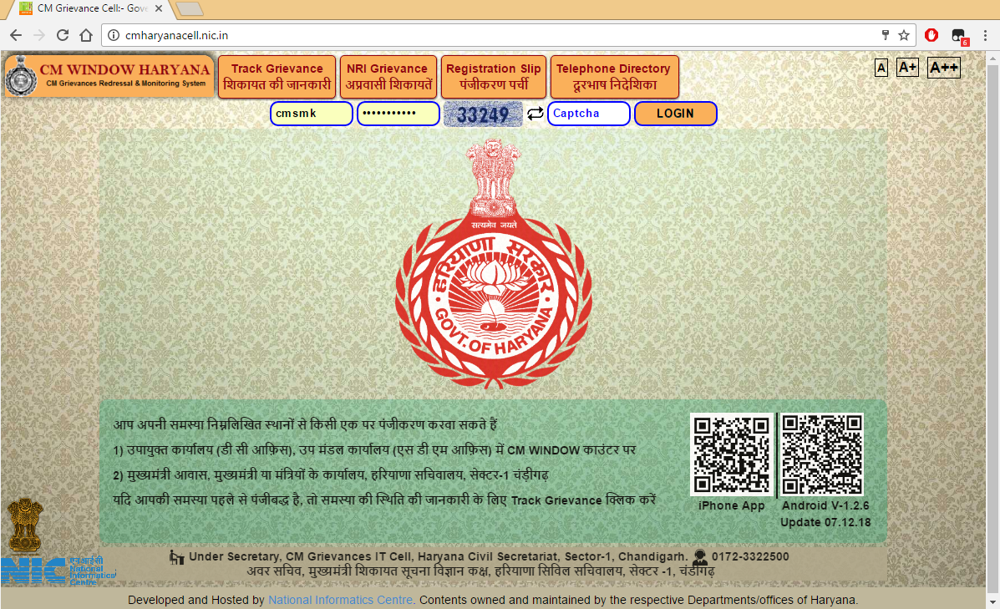 CM Grievance Cell:- Gove
cmharyanacell.nic.in
6
CM WINDOW HARYANA
CM Grievances Redressal & Monitoring System
Track Grievance
शिकायत की जानकारी
NRI Grievance
अप्रवासी शिकायतें
Registration Slip
पंजीकरण पर्ची
Telephone Directory
दूरभाष निदेशिका
A A+ A++
cmsmk ••••••••••• 33249 Captcha LOGIN
सत्यमेव जयते
हरियाणा सरकार
GOVT. OF HARYANA
आप अपनी समस्या निम्नलिखित स्थानों से किसी एक पर पंजीकरण करवा सकते हैं
1) उपायुक्त कार्यालय (डी सी आफ़िस), उप मंडल कार्यालय (एस डी एम आफ़िस) में CM WINDOW काउंटर पर
2) मुख्यमंत्री आवास, मुख्यमंत्री या मंत्रियों के कार्यालय, हरियाणा सचिवालय, सेक्टर-1 चंड़ीगढ़
यदि आपकी समस्या पहले से पंजीबद्ध है, तो समस्या की स्थिति की जानकारी के लिए Track Grievance क्लिक करें
iPhone App
Android V-1.2.6
Update 07.12.18
NIC
एन आई सी
National
Informatics
Centre
Under Secretary, CM Grievances IT Cell, Haryana Civil Secretariat, Sector-1, Chandigarh. 0172-3322500
अवर सचिव, मुख्यमंत्री शिकायत सूचना विज्ञान कक्ष, हरियाणा सिविल सचिवालय, सेक्टर -1, चंडीगढ़
Developed and Hosted by National Informatics Centre. Contents owned and maintained by the respective Departments/offices of Haryana.